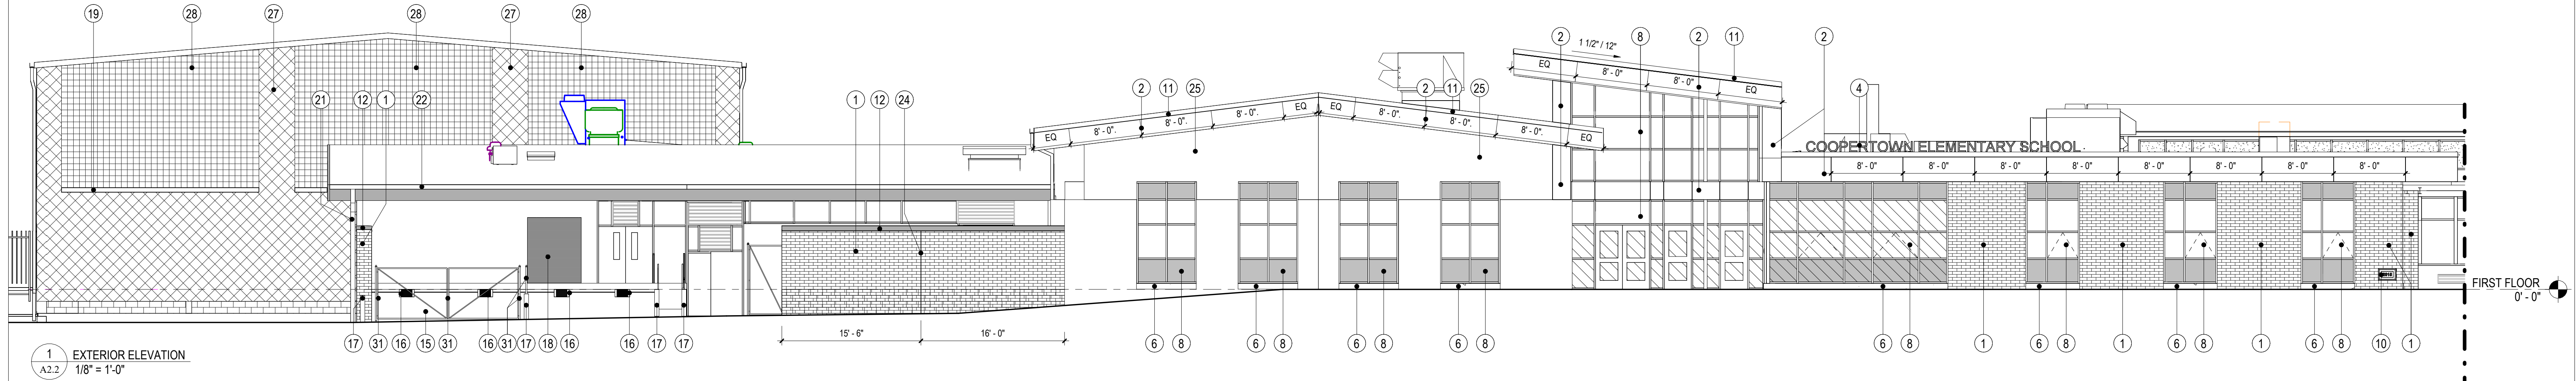 19 28 27 28 27 28
21 12 1 22 1 12 24
2 11 25 2 11 25
2 8 2 11 2 4
1 1/2" / 12"
EQ 8' - 0" 8' - 0" EQ
EQ 8' - 0". 8' - 0". 8' - 0". EQ EQ 8' - 0". 8' - 0". 8' - 0". EQ
COOPERTOWN ELEMENTARY SCHOOL
8' - 0" 8' - 0" 8' - 0" 8' - 0" 8' - 0" 8' - 0" 8' - 0" 8' - 0"
FIRST FLOOR
0' - 0"
15' - 6" 16' - 0"
17 31 16 15 31 16 31 17 18 16 16 17 17
6 8 6 8 6 8 6 8
6 8 1 6 8 1 6 8 1 6 8 10 1
1 EXTERIOR ELEVATION
A2.2 1/8" = 1'-0"